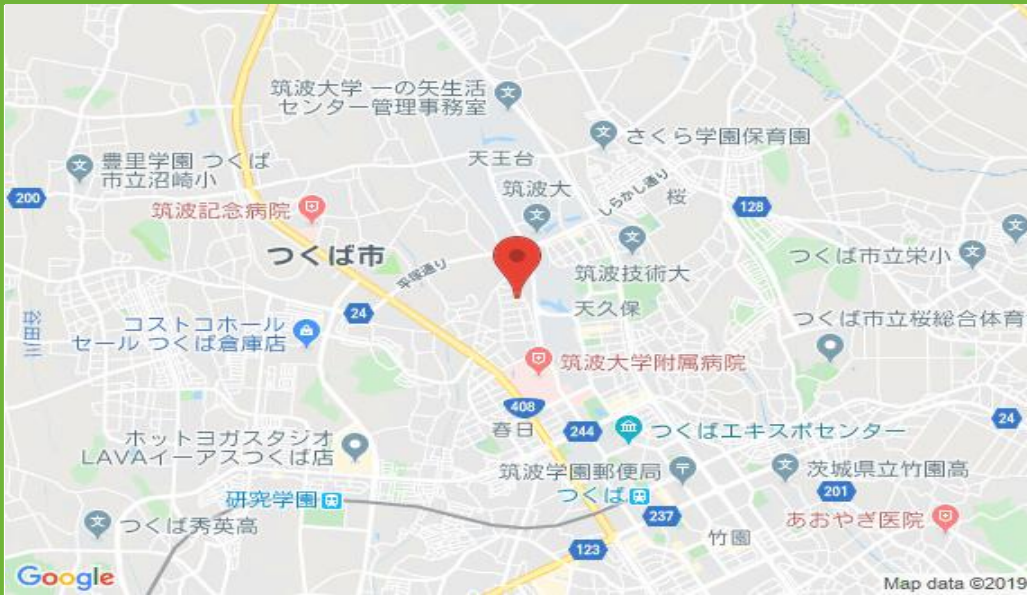 筑波大学 一の矢生活
センター管理事務室
さくら学園保育園
天王台
豊里学園 つくば
市立沼崎小
200
筑波大
しらかし通り
桜
128
筑波記念病院
つくば市
平塚通り
筑波技術大
つくば市立栄小
天久保
24
谷田川
コストコホール
セール つくば倉庫店
つくば市立桜総合体育
筑波大学附属病院
408
24
春日
244
つくばエキスポセンター
ホットヨガスタジオ
LAVAイーアスつくば店
筑波学園郵便局
茨城県立竹園高
研究学園
つくば
201
237
あおやぎ医院
つくば秀英高
竹園
123
Google
Map data ©2019